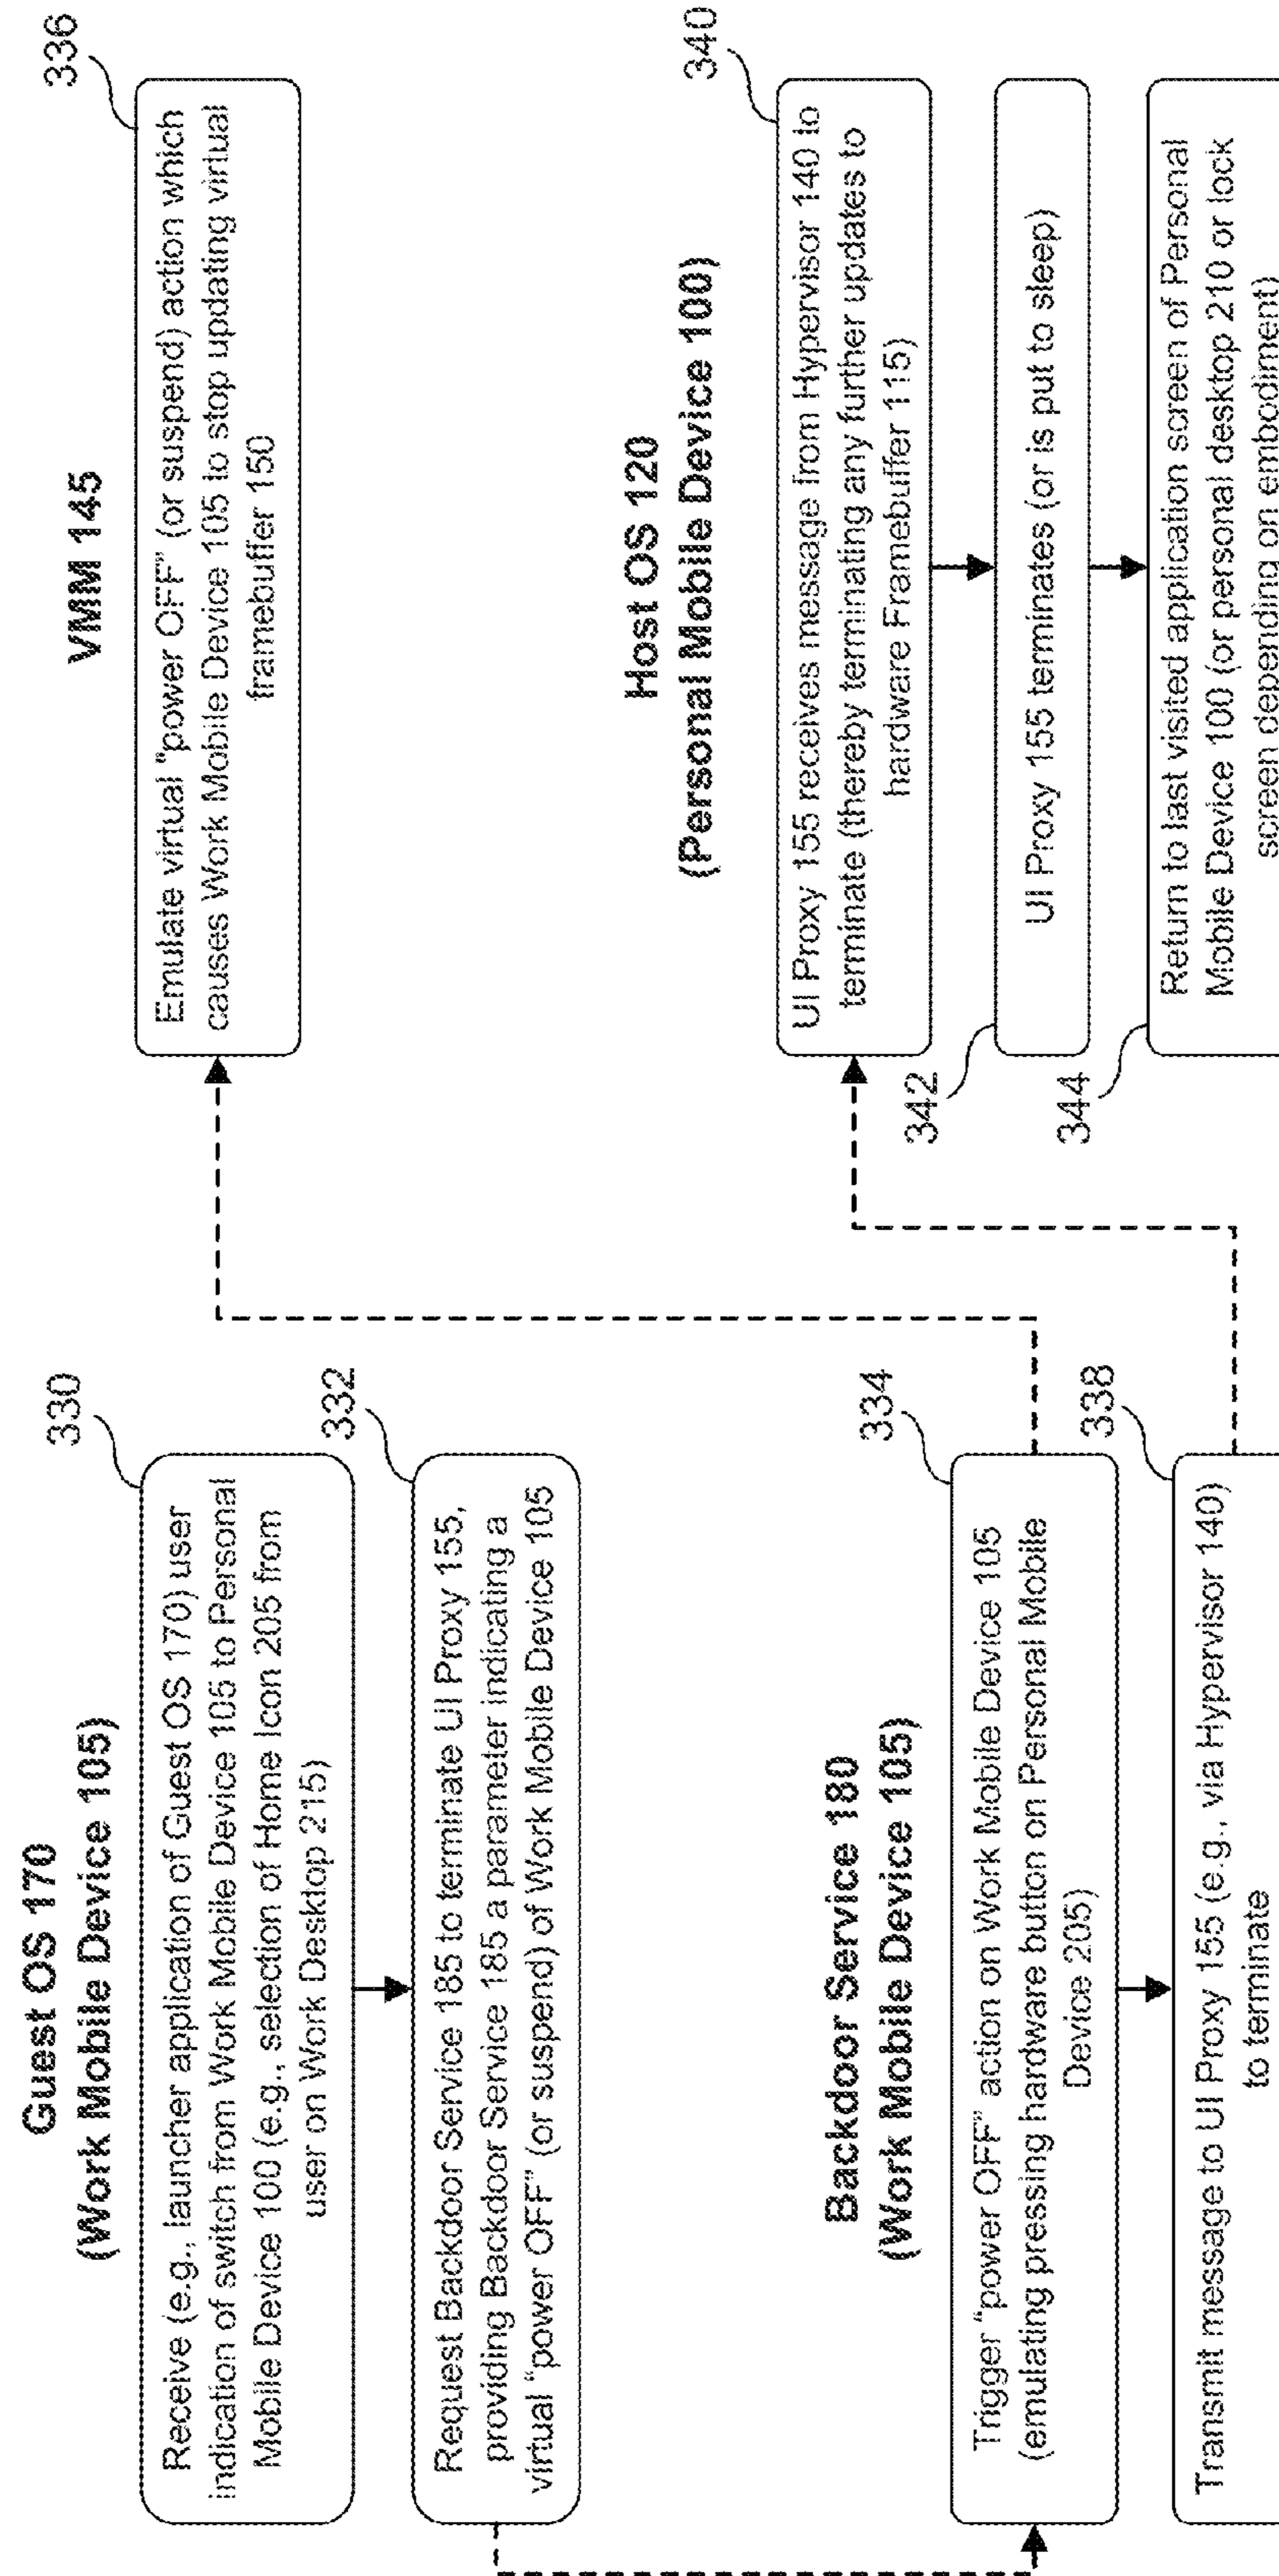 Guest OS 170
(Work Mobile Device 105)
330
Receive (e.g., launcher application of Guest OS 170) user
indication of switch from Work Mobile Device 105 to Personal
Mobile Device 100 (e.g., selection of Home Icon 205 from
user on Work Desktop 215)
332
Request Backdoor Service 185 to terminate UI Proxy 155,
providing Backdoor Service 185 a parameter indicating a
virtual "power OFF" (or suspend) of Work Mobile Device 105
Backdoor Service 180
(Work Mobile Device 105)
334
Trigger "power OFF" action on Work Mobile Device 105
(emulating pressing hardware button on Personal Mobile
Device 205)
338
Transmit message to UI Proxy 155 (e.g., via Hypervisor 140)
to terminate
VMM 145
336
Emulate virtual "power OFF" (or suspend) action which
causes Work Mobile Device 105 to stop updating virtual
framebuffer 150
Host OS 120
(Personal Mobile Device 100)
340
UI Proxy 155 receives message from Hypervisor 140 to
terminate (thereby terminating any further updates to
hardware Framebuffer 115)
342
UI Proxy 155 terminates (or is put to sleep)
344
Return to last visited application screen of Personal
Mobile Device 100 (or personal desktop 210 or lock
screen depending on embodiment)